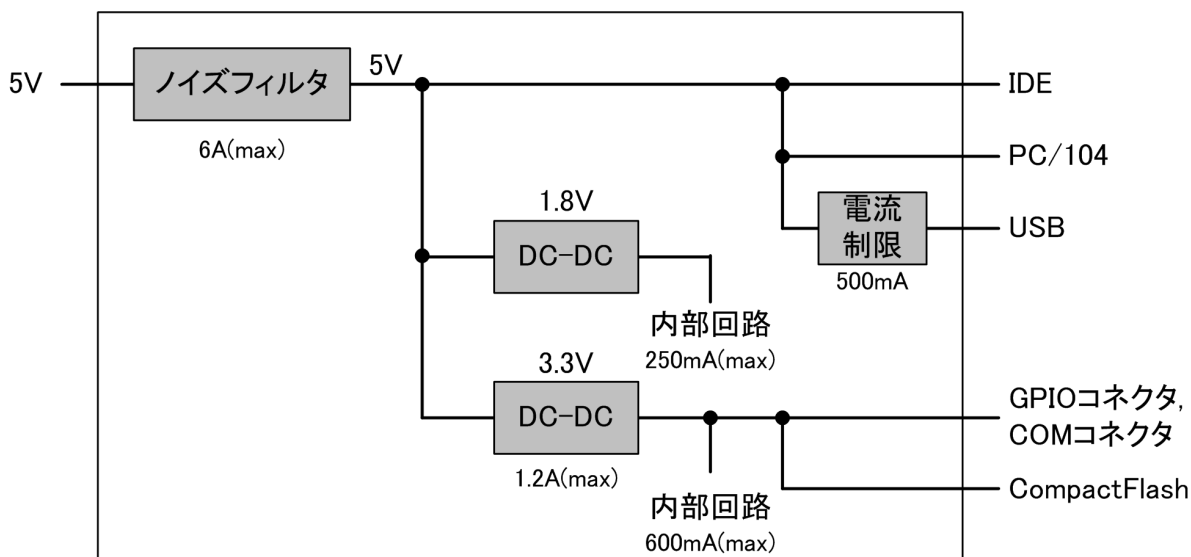 5V
ノイズフィルタ
5V
6A(max)
IDE
PC/104
電流
制限
500mA
USB
1.8V
DC-DC
内部回路
250mA(max)
3.3V
DC-DC
1.2A(max)
内部回路
600mA(max)
GPIOコネクタ,
COMコネクタ
CompactFlash